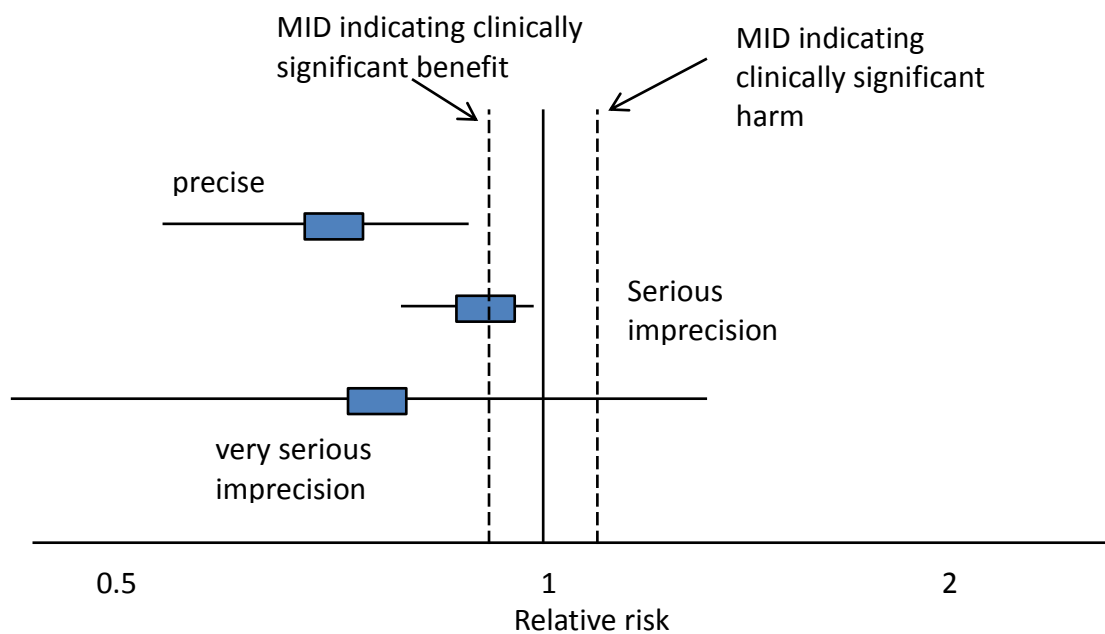 MID indicating clinically
significant benefit
MID indicating
clinically significant
harm
precise
Serious
imprecision
very serious
imprecision
0.5
1
2
Relative risk